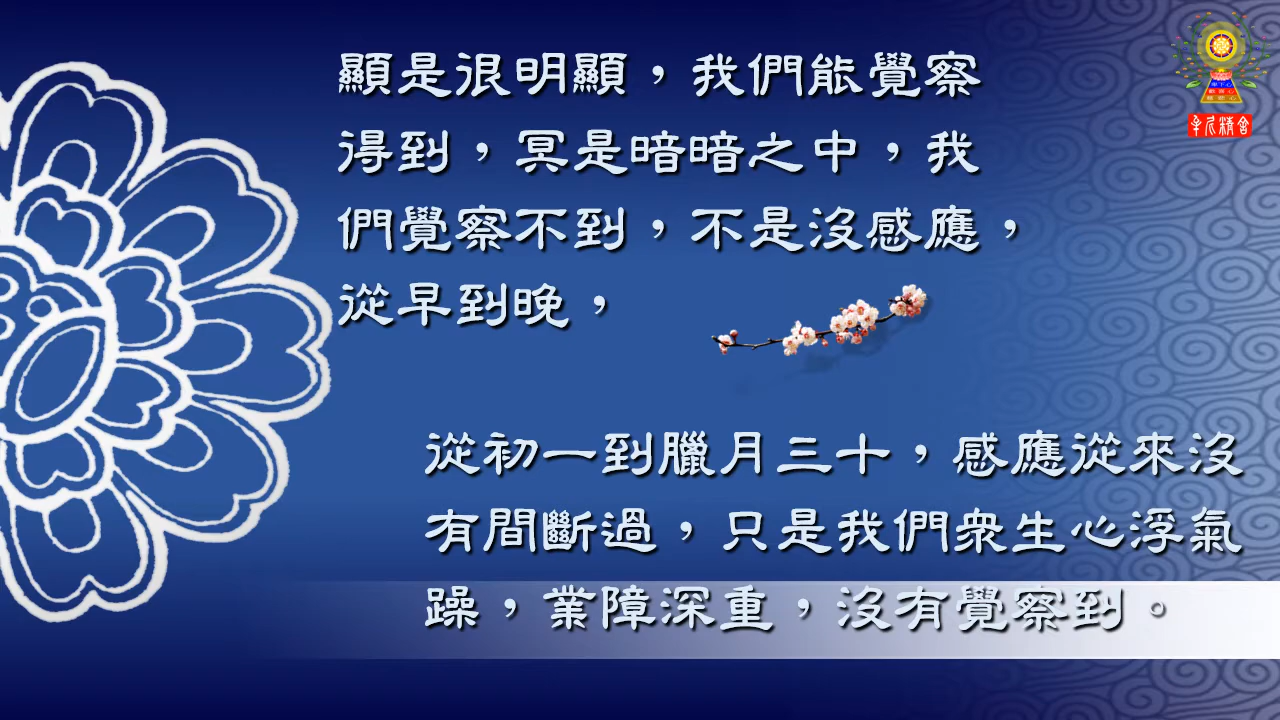 顯是很明顯，我們能覺察
得到，冥是暗暗之中，我
們覺察不到，不是沒感應，
從早到晚，
從初一到臘月三十，感應從來沒
有間斷過，只是我們衆生心浮氣
躁，業障深重，沒有覺察到。